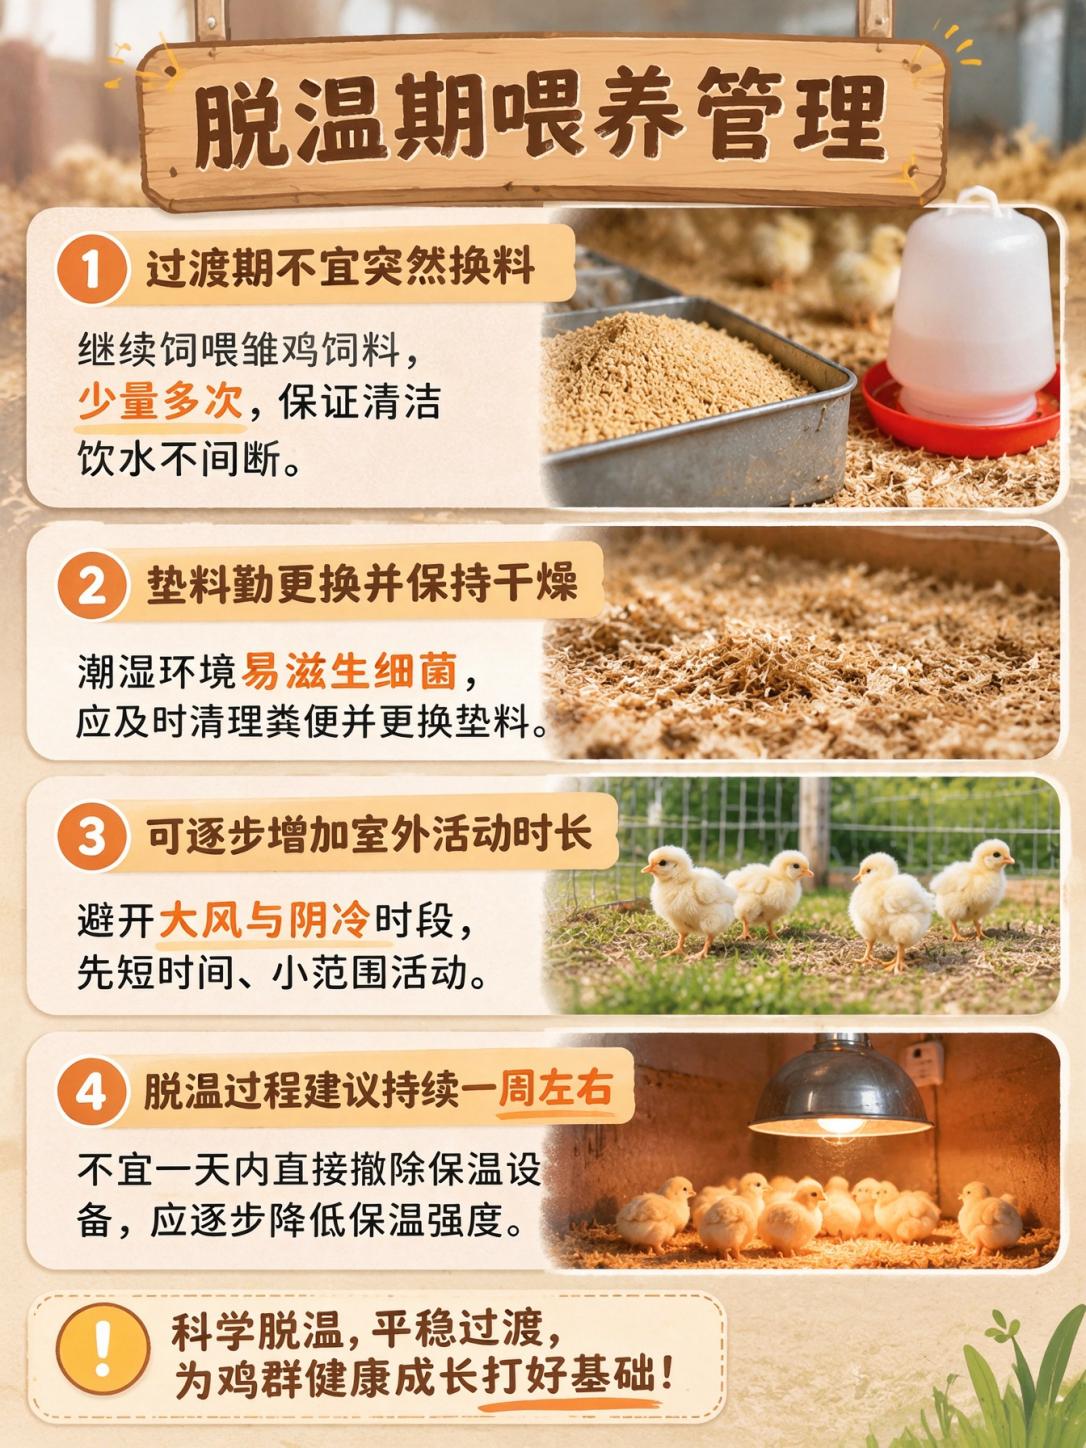 脱温期喂养管理
1 过渡期不宜突然换料
继续饲喂雏鸡饲料，
少量多次，保证清洁
饮水不间断。
2 垫料勤更换并保持干燥
潮湿环境易滋生细菌，
应及时清理粪便并更换垫料。
3 可逐步增加室外活动时长
避开大风与阴冷时段，
先短时间、小范围活动。
4 脱温过程建议持续一周左右
不宜一天内直接撤除保温设
备，应逐步降低保温强度。
! 科学脱温，平稳过渡，
为鸡群健康成长打好基础！